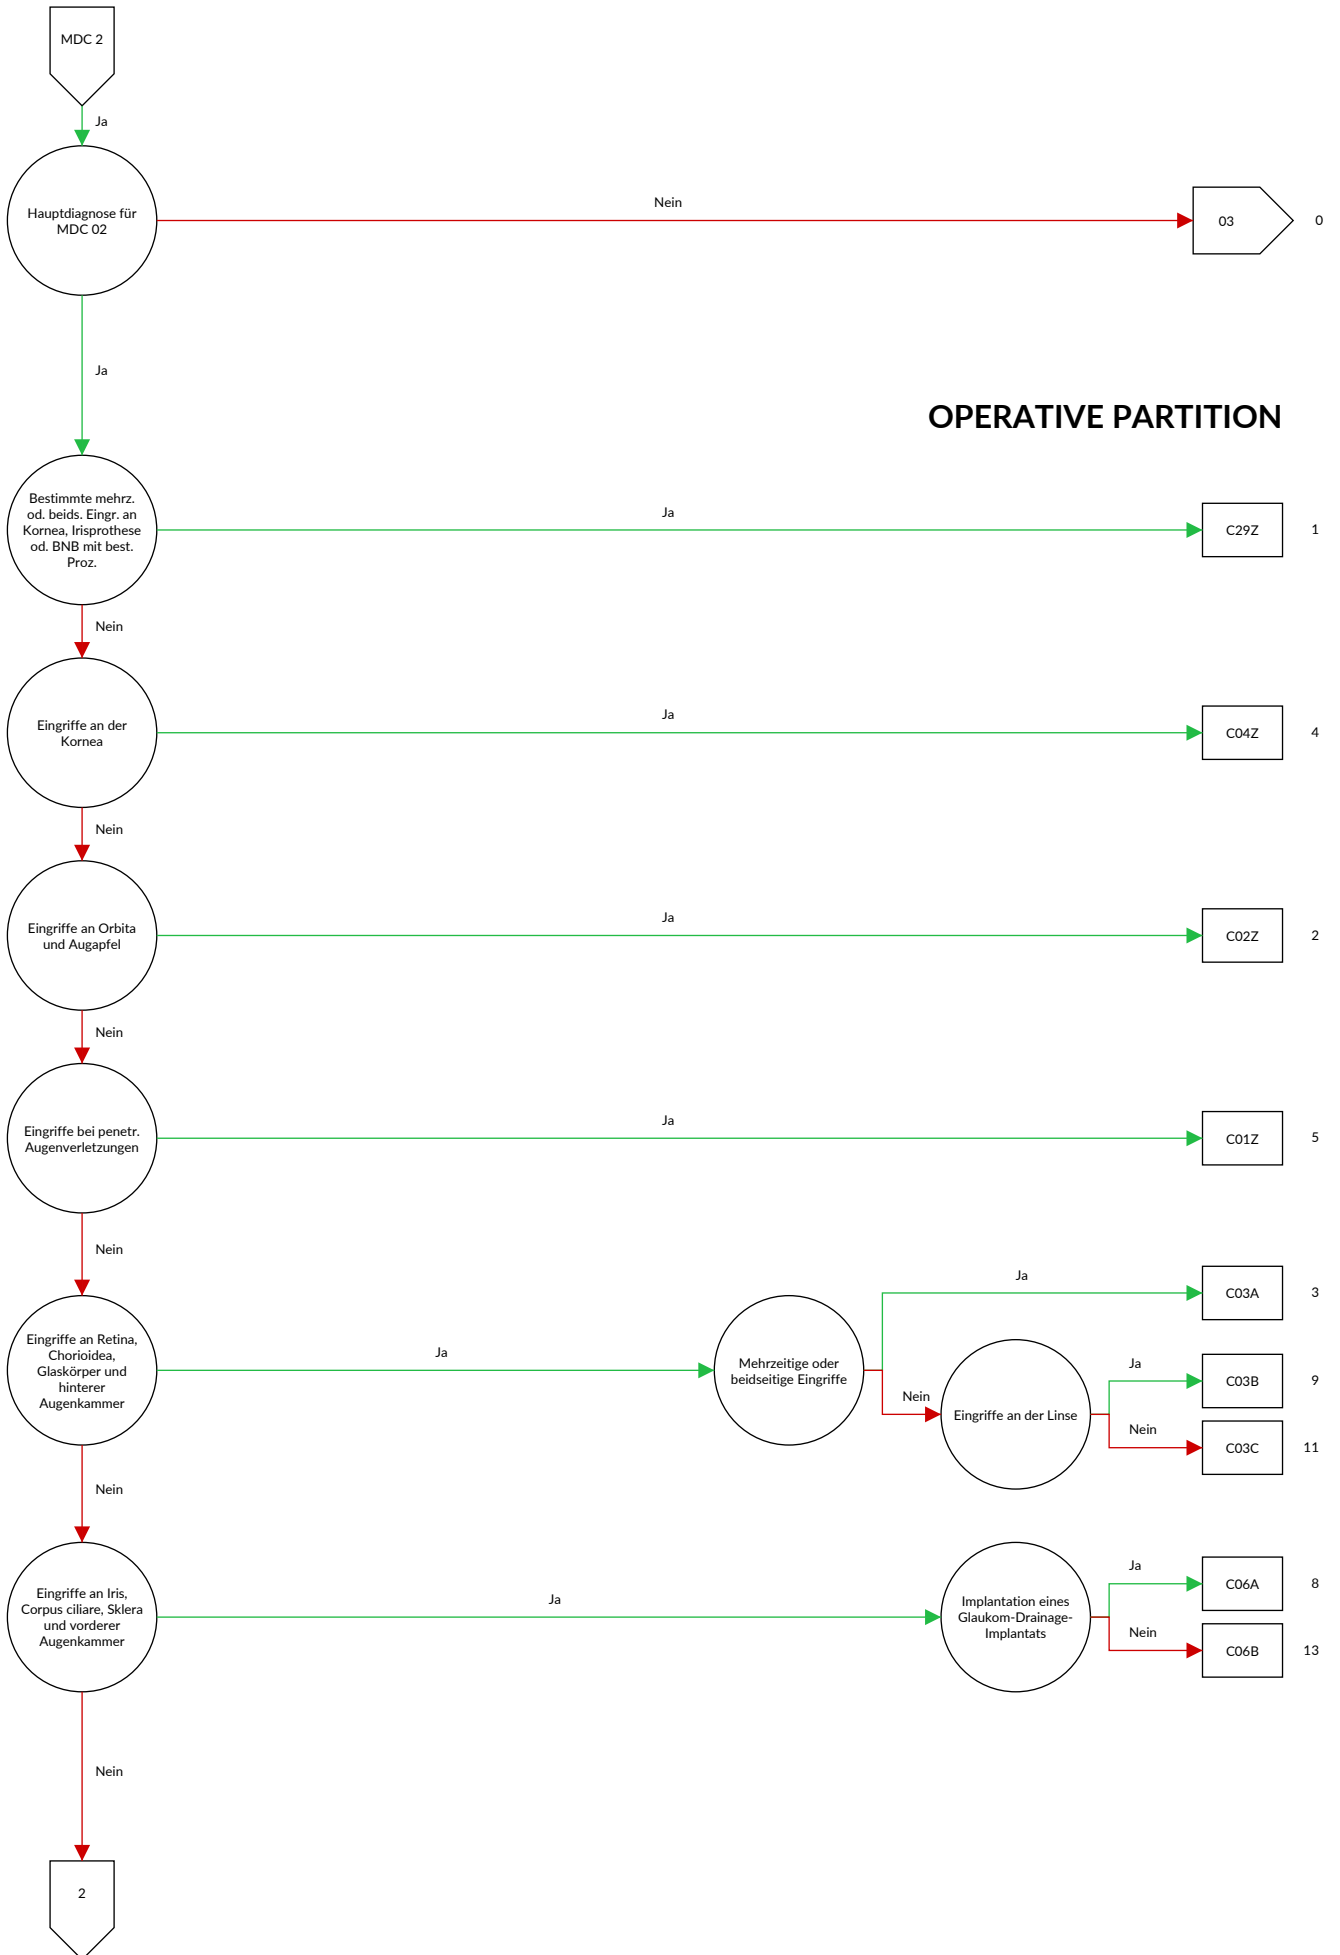 MDC 2
Ja
Hauptdiagnose für
MDC 02
Nein
03
0
Ja
OPERATIVE PARTITION
Bestimmte mehrz.
od. beids. Eingr. an
Kornea, Irisprothese
od. BNB mit best.
Proz.
Ja
C29Z
1
Nein
Eingriffe an der
Kornea
Ja
C04Z
4
Nein
Eingriffe an Orbita
und Augapfel
Ja
C02Z
2
Nein
Eingriffe bei penetr.
Augenverletzungen
Ja
C01Z
5
Nein
Eingriffe an Retina,
Chorioidea,
Glaskörper und
hinterer
Augenkammer
Ja
Mehrzeitige oder
beidseitige Eingriffe
Ja
C03A
3
Nein
Eingriffe an der Linse
Ja
C03B
9
Nein
C03C
11
Nein
Eingriffe an Iris,
Corpus ciliare, Sklera
und vorderer
Augenkammer
Ja
Implantation eines
Glaukom-Drainage-
Implantats
Ja
C06A
8
Nein
C06B
13
Nein
2